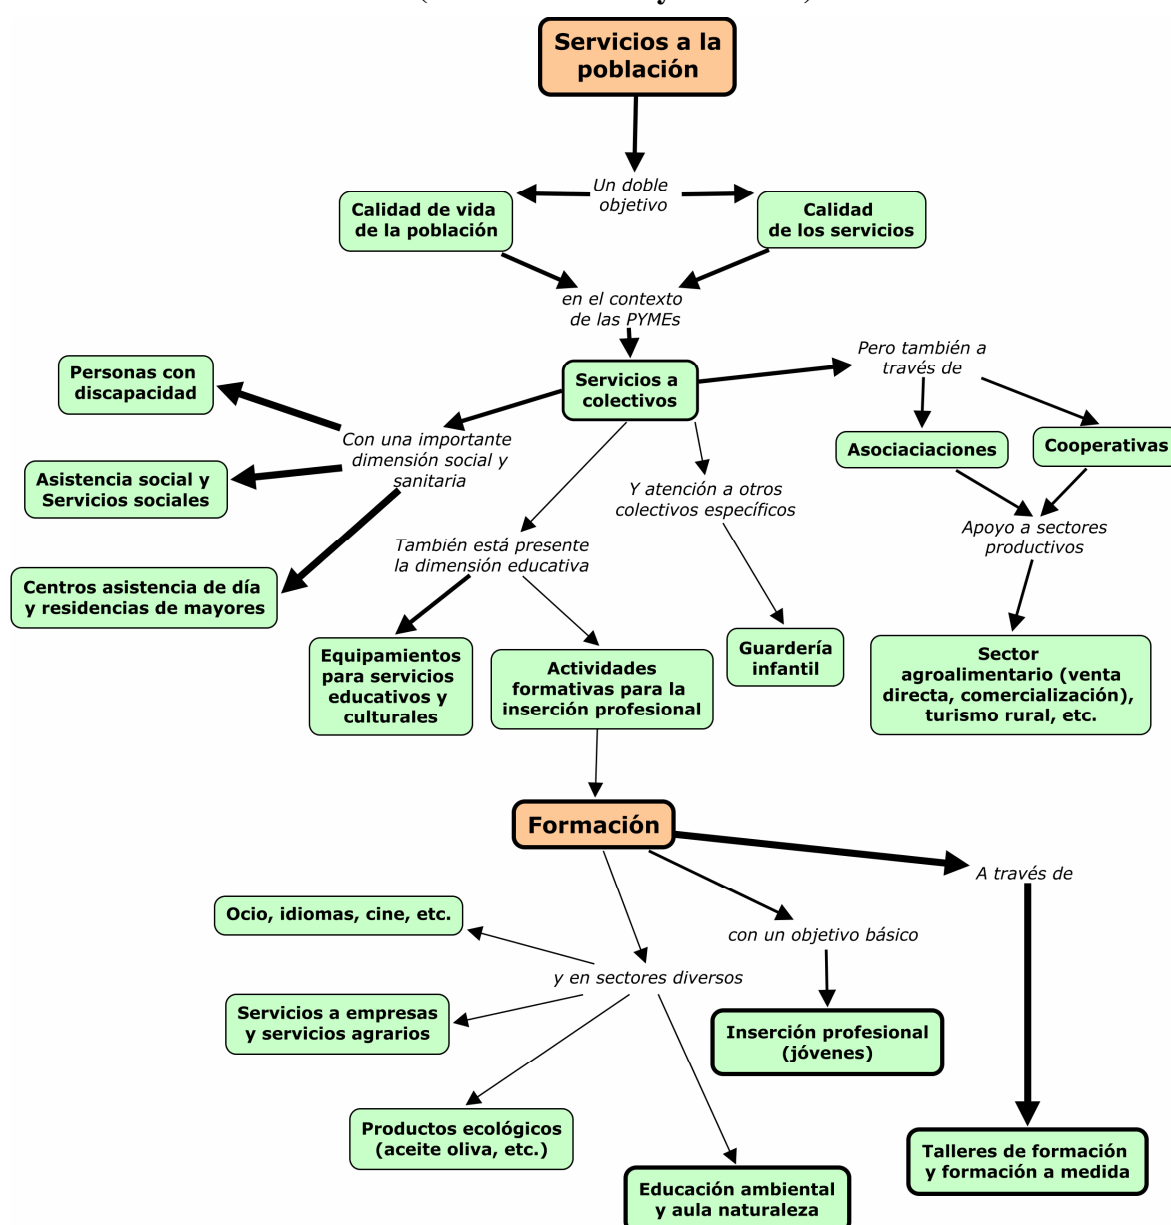 Servicios a la
población
Un doble
objetivo
Calidad de vida
de la población
Calidad
de los servicios
en el contexto
de las PYMEs
Personas con
discapacidad
Servicios a
colectivos
Pero también a
través de
Con una importante
dimensión social y
sanitaria
Asociaciaciones
Cooperativas
Asistencia social y
Servicios sociales
Y atención a otros
colectivos específicos
Apoyo a sectores
productivos
También está presente
la dimensión educativa
Centros asistencia de día
y residencias de mayores
Equipamientos
para servicios
educativos y
culturales
Actividades
formativas para la
inserción profesional
Guardería
infantil
Sector
agroalimentario (venta
directa, comercialización),
turismo rural, etc.
Formación
A través de
Ocio, idiomas, cine, etc.
con un objetivo básico
y en sectores diversos
Servicios a empresas
y servicios agrarios
Inserción profesional
(jóvenes)
Productos ecológicos
(aceite oliva, etc.)
Talleres de formación
y formación a medida
Educación ambiental
y aula naturaleza